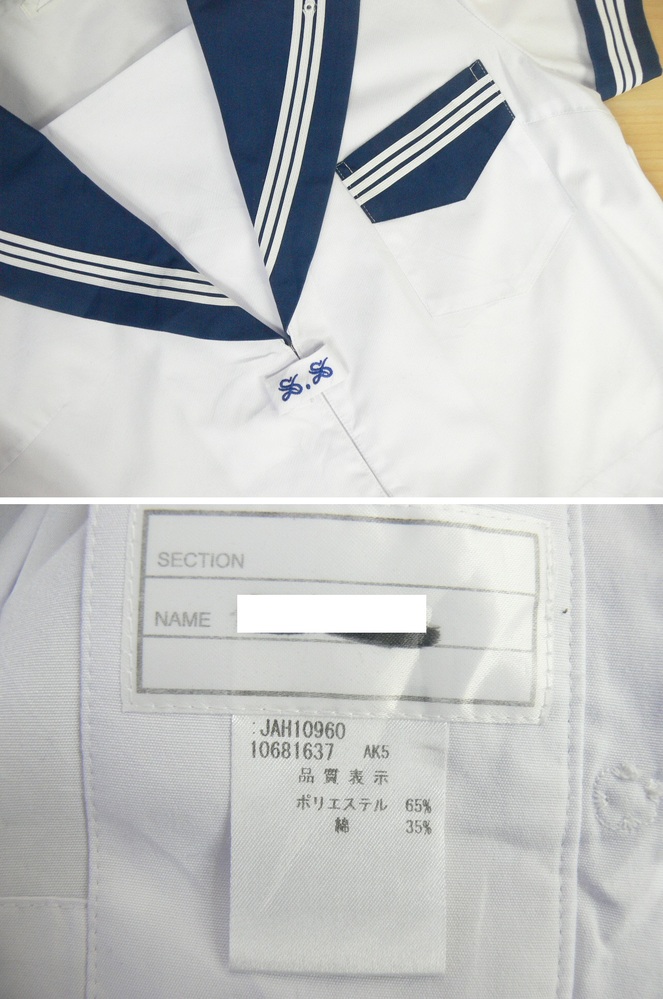 S.S
SECTION
NAME
:JAH10960
10681637 AK5
品質表示
ポリエステル 65%
綿 35%